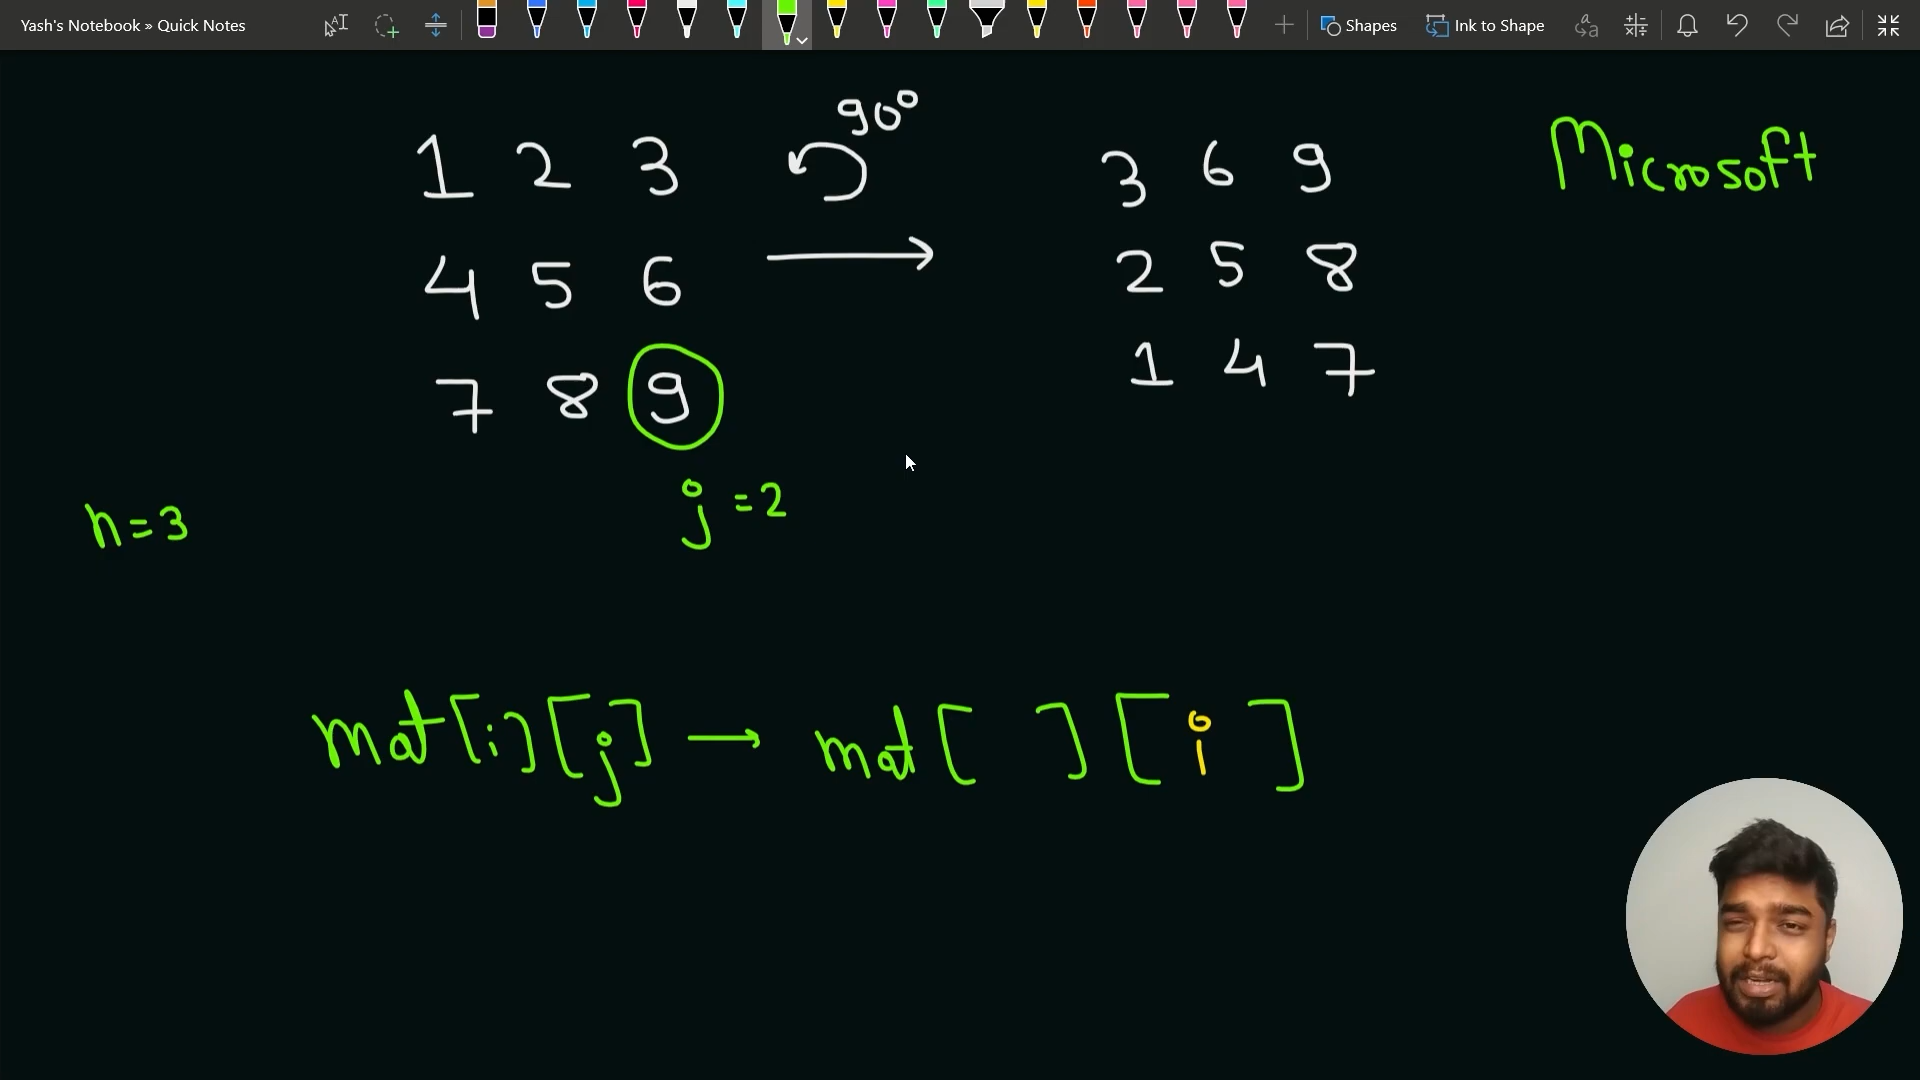 Yash's Notebook » Quick Notes
Shapes
Ink to Shape
90°
1 2 3
3 6 9
Microsoft
4 5 6
2 5 8
7 8 9
1 4 7
n=3
j =2
mat[i][j] → mat[ ][ i ]